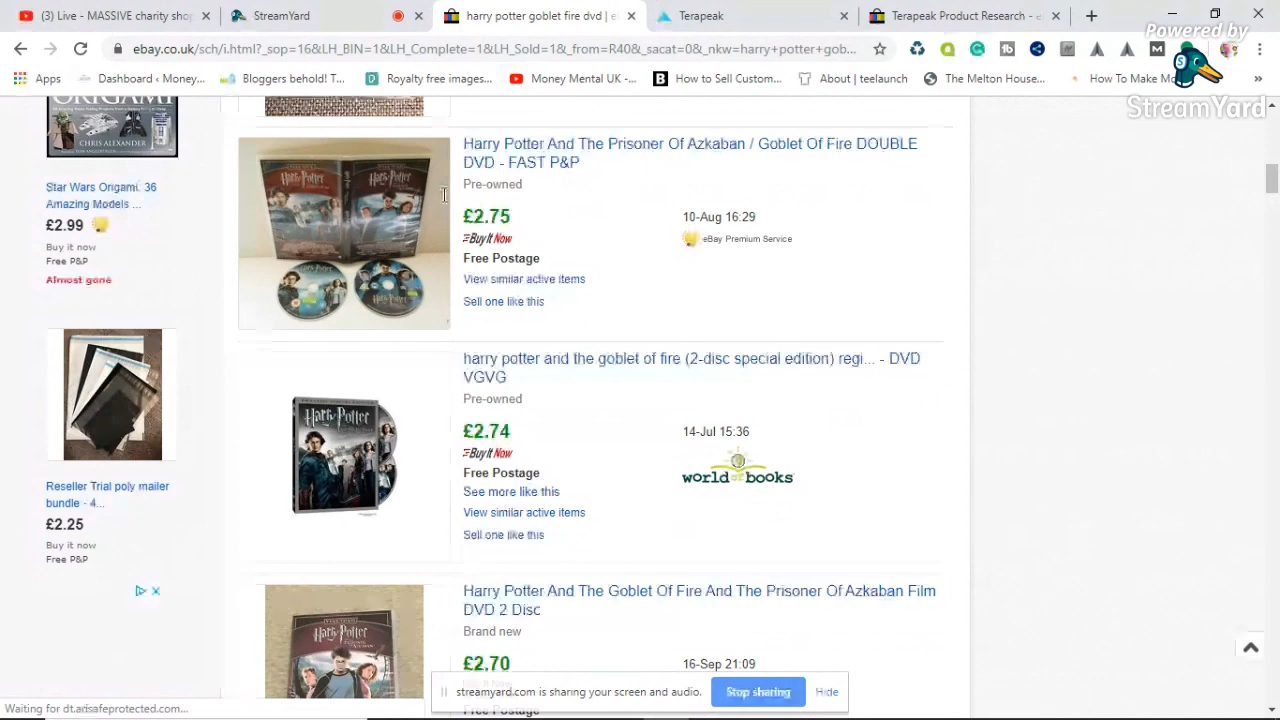 (3) Live - MASSIVE charity
StreamYard
harry potter goblet fire dvd | e
Terapeak
Terapeak Product Research - e
ebay.co.uk/sch/i.html?_sop=16&LH_BIN=1&LH_Complete=1&LH_Sold=1&_from=R40&_sacat=0&_nkw=harry+potter+gob...
Powered by
StreamYard
Apps
Dashboard ‹ Money...
Bloggers behold! T...
Royalty free images...
Money Mental UK -...
How to Sell Custom...
About | teelaunch
The Melton House...
How To Make Mo
ORIGAMI
CHRIS ALEXANDER
Star Wars Origami. 36
Amazing Models ...
£2.99
Buy it now
Free P&P
Almost gone
Reseller Trial poly mailer
bundle - 4...
£2.25
Buy it now
Free P&P
Harry Potter And The Prisoner Of Azkaban / Goblet Of Fire DOUBLE
DVD - FAST P&P
Pre-owned
£2.75
10-Aug 16:29
Buy It Now
eBay Premium Service
Free Postage
View similar active items
Sell one like this
harry potter and the goblet of fire (2-disc special edition) regi... - DVD
VGVG
Pre-owned
Harry Potter
£2.74
14-Jul 15:36
Buy It Now
Free Postage
world of books
See more like this
View similar active items
Sell one like this
Harry Potter And The Goblet Of Fire And The Prisoner Of Azkaban Film
DVD 2 Disc
Brand new
Harry Potter
£2.70
16-Sep 21:09
Free Postage
streamyard.com is sharing your screen and audio.
Stop sharing
Hide
Waiting for dt.adsafeprotected.com...